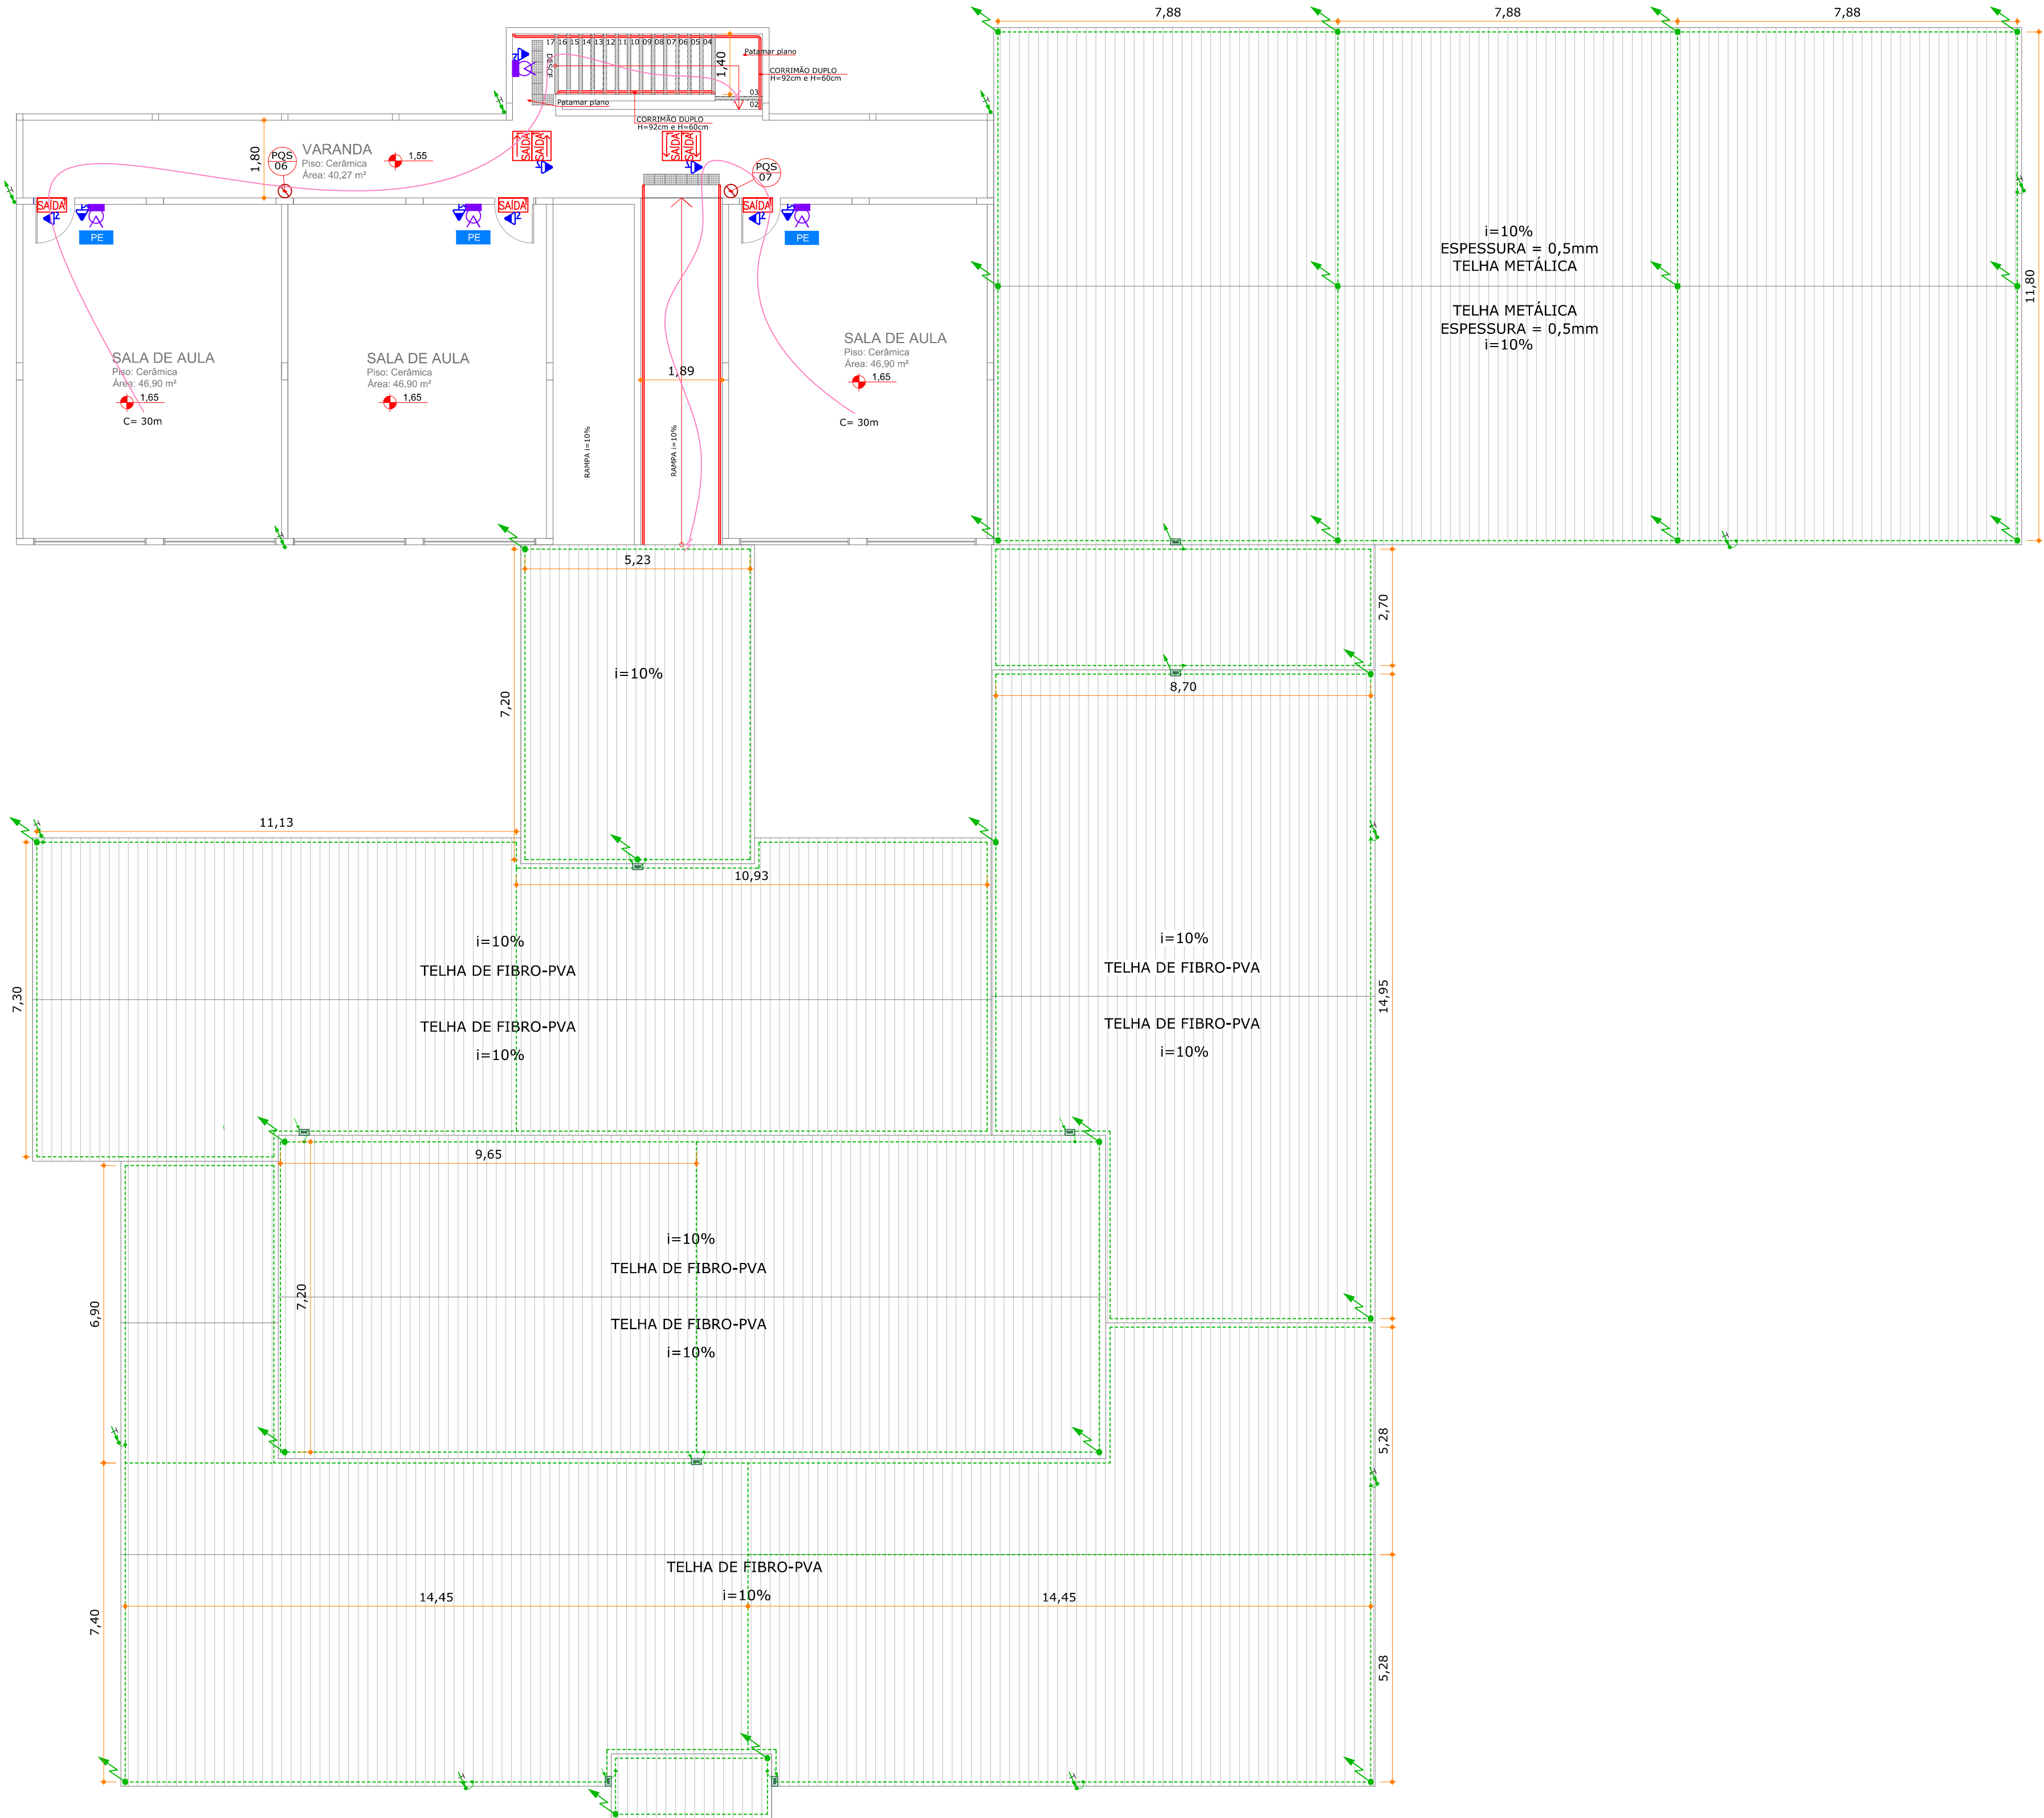 7,88
7,88
7,88
17 16 15 14 13 12 11 10 09 08 07 06 05 04
DESCE
1,40
Patamar plano
CORRIMÃO DUPLO
H=92cm e H=60cm
03
02
Patamar plano
CORRIMÃO DUPLO
H=92cm e H=60cm
1,80
PQS
06
VARANDA
Piso: Cerâmica
Área: 40,27 m²
1,55
SAÍDA
SAÍDA
SAÍDA
SAÍDA
PQS
07
SAÍDA
SAÍDA
SAÍDA
PE
PE
PE
i=10%
ESPESSURA = 0,5mm
TELHA METÁLICA
11,80
TELHA METÁLICA
ESPESSURA = 0,5mm
i=10%
SALA DE AULA
Piso: Cerâmica
Área: 46,90 m²
1,65
C= 30m
SALA DE AULA
Piso: Cerâmica
Área: 46,90 m²
1,65
1,89
RAMPA i=10%
RAMPA i=10%
SALA DE AULA
Piso: Cerâmica
Área: 46,90 m²
1,65
C= 30m
5,23
2,70
i=10%
7,20
8,70
11,13
10,93
i=10%
TELHA DE FIBRO-PVA
7,30
TELHA DE FIBRO-PVA
i=10%
i=10%
TELHA DE FIBRO-PVA
14,95
TELHA DE FIBRO-PVA
i=10%
9,65
i=10%
TELHA DE FIBRO-PVA
7,20
6,90
TELHA DE FIBRO-PVA
i=10%
5,28
TELHA DE FIBRO-PVA
i=10%
14,45
14,45
7,40
5,28